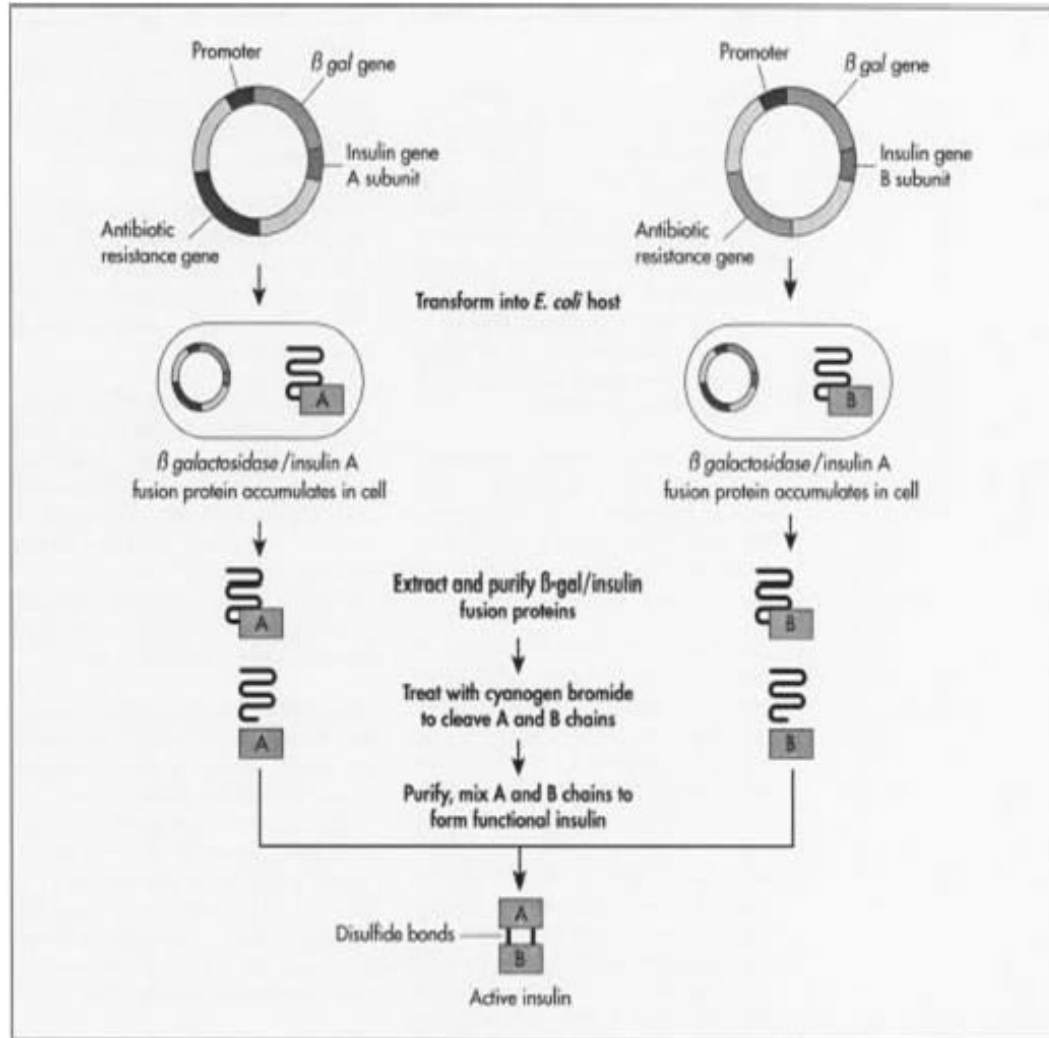 Promoter
β gal gene
Insulin gene
A subunit
Antibiotic
resistance gene
Promoter
β gal gene
Insulin gene
B subunit
Antibiotic
resistance gene
Transform into E. coli host
A
B
β galactosidase/insulin A
fusion protein accumulates in cell
β galactosidase/insulin A
fusion protein accumulates in cell
A
Extract and purify β-gal/insulin
fusion proteins
B
A
Treat with cyanogen bromide
to cleave A and B chains
B
Purify, mix A and B chains to
form functional insulin
A
Disulfide bonds
B
Active insulin